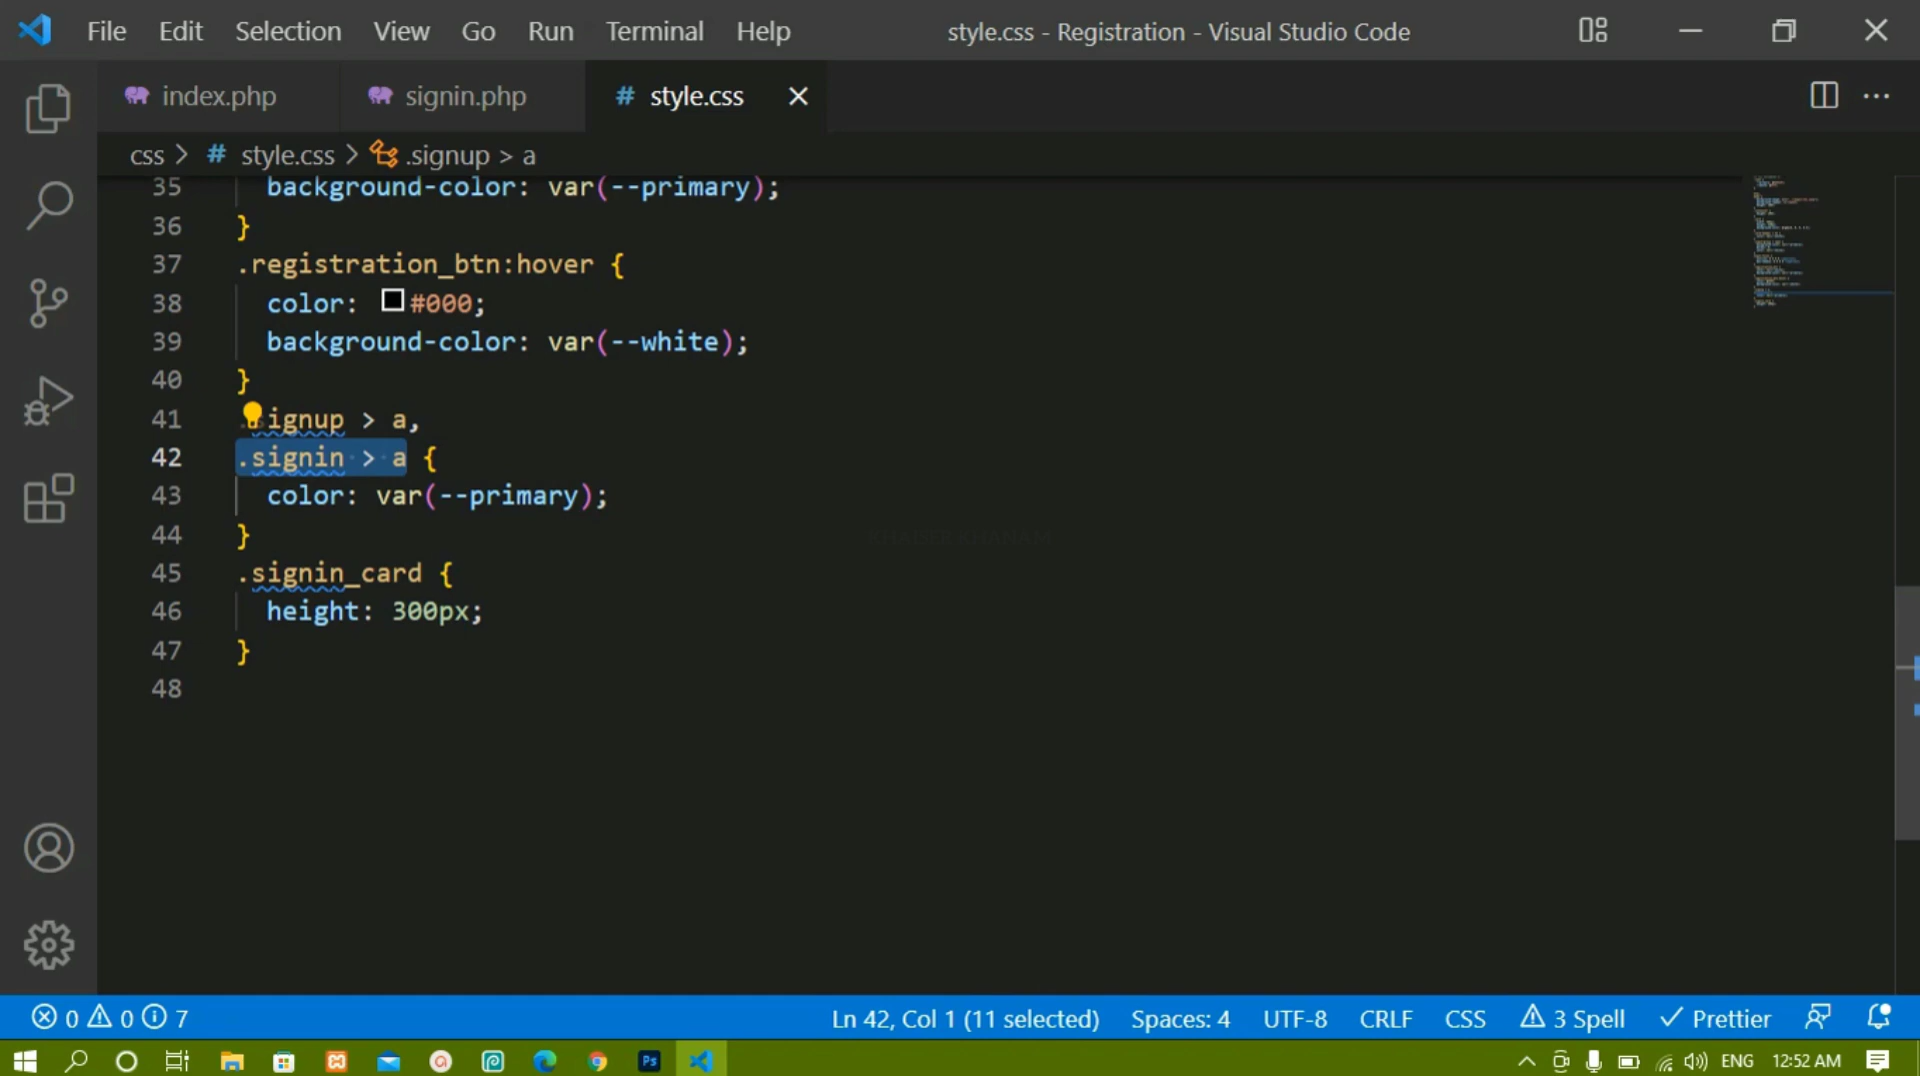 File Edit Selection View Go Run Terminal Help style.css - Registration - Visual Studio Code
index.php signin.php # style.css
css > # style.css > .signup > a
35 background-color: var(--primary);
36 }
37 .registration_btn:hover {
38 color: #000;
39 background-color: var(--white);
40 }
41 ignup > a,
42 .signin > a {
43 color: var(--primary);
44 }
45 .signin_card {
46 height: 300px;
47 }
48
KHAISER KHANAM
0 0 7 Ln 42, Col 1 (11 selected) Spaces: 4 UTF-8 CRLF CSS 3 Spell Prettier
Ps ENG 12:52 AM